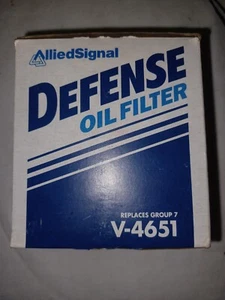 AlliedSignal
DEFENSE
OIL FILTER
REPLACES GROUP 7
V-4651